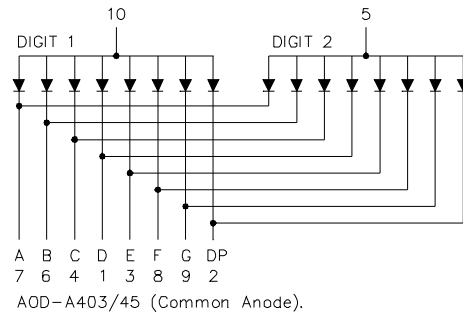 10 5
DIGIT 1 DIGIT 2
A B C D E F G DP
7 6 4 1 3 8 9 2
AOD-A403/45 (Common Anode).